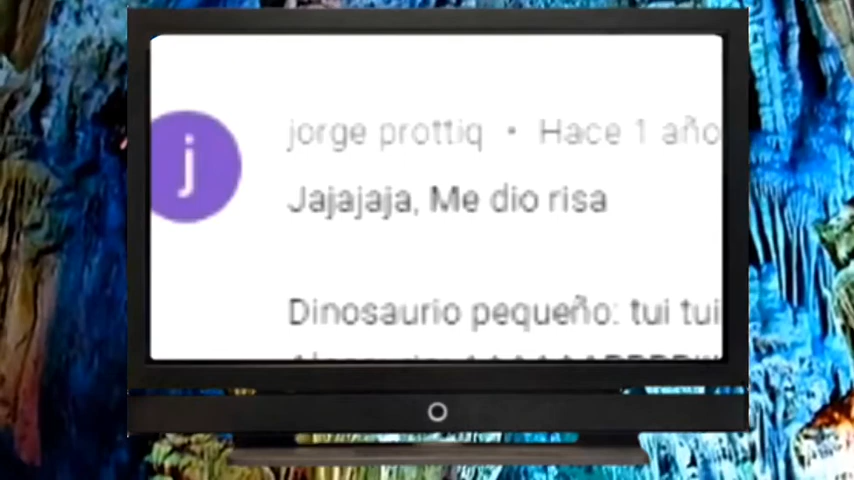 j
jorge prottiq • Hace 1 año
Jajajaja, Me dio risa
Dinosaurio pequeño: tui tui